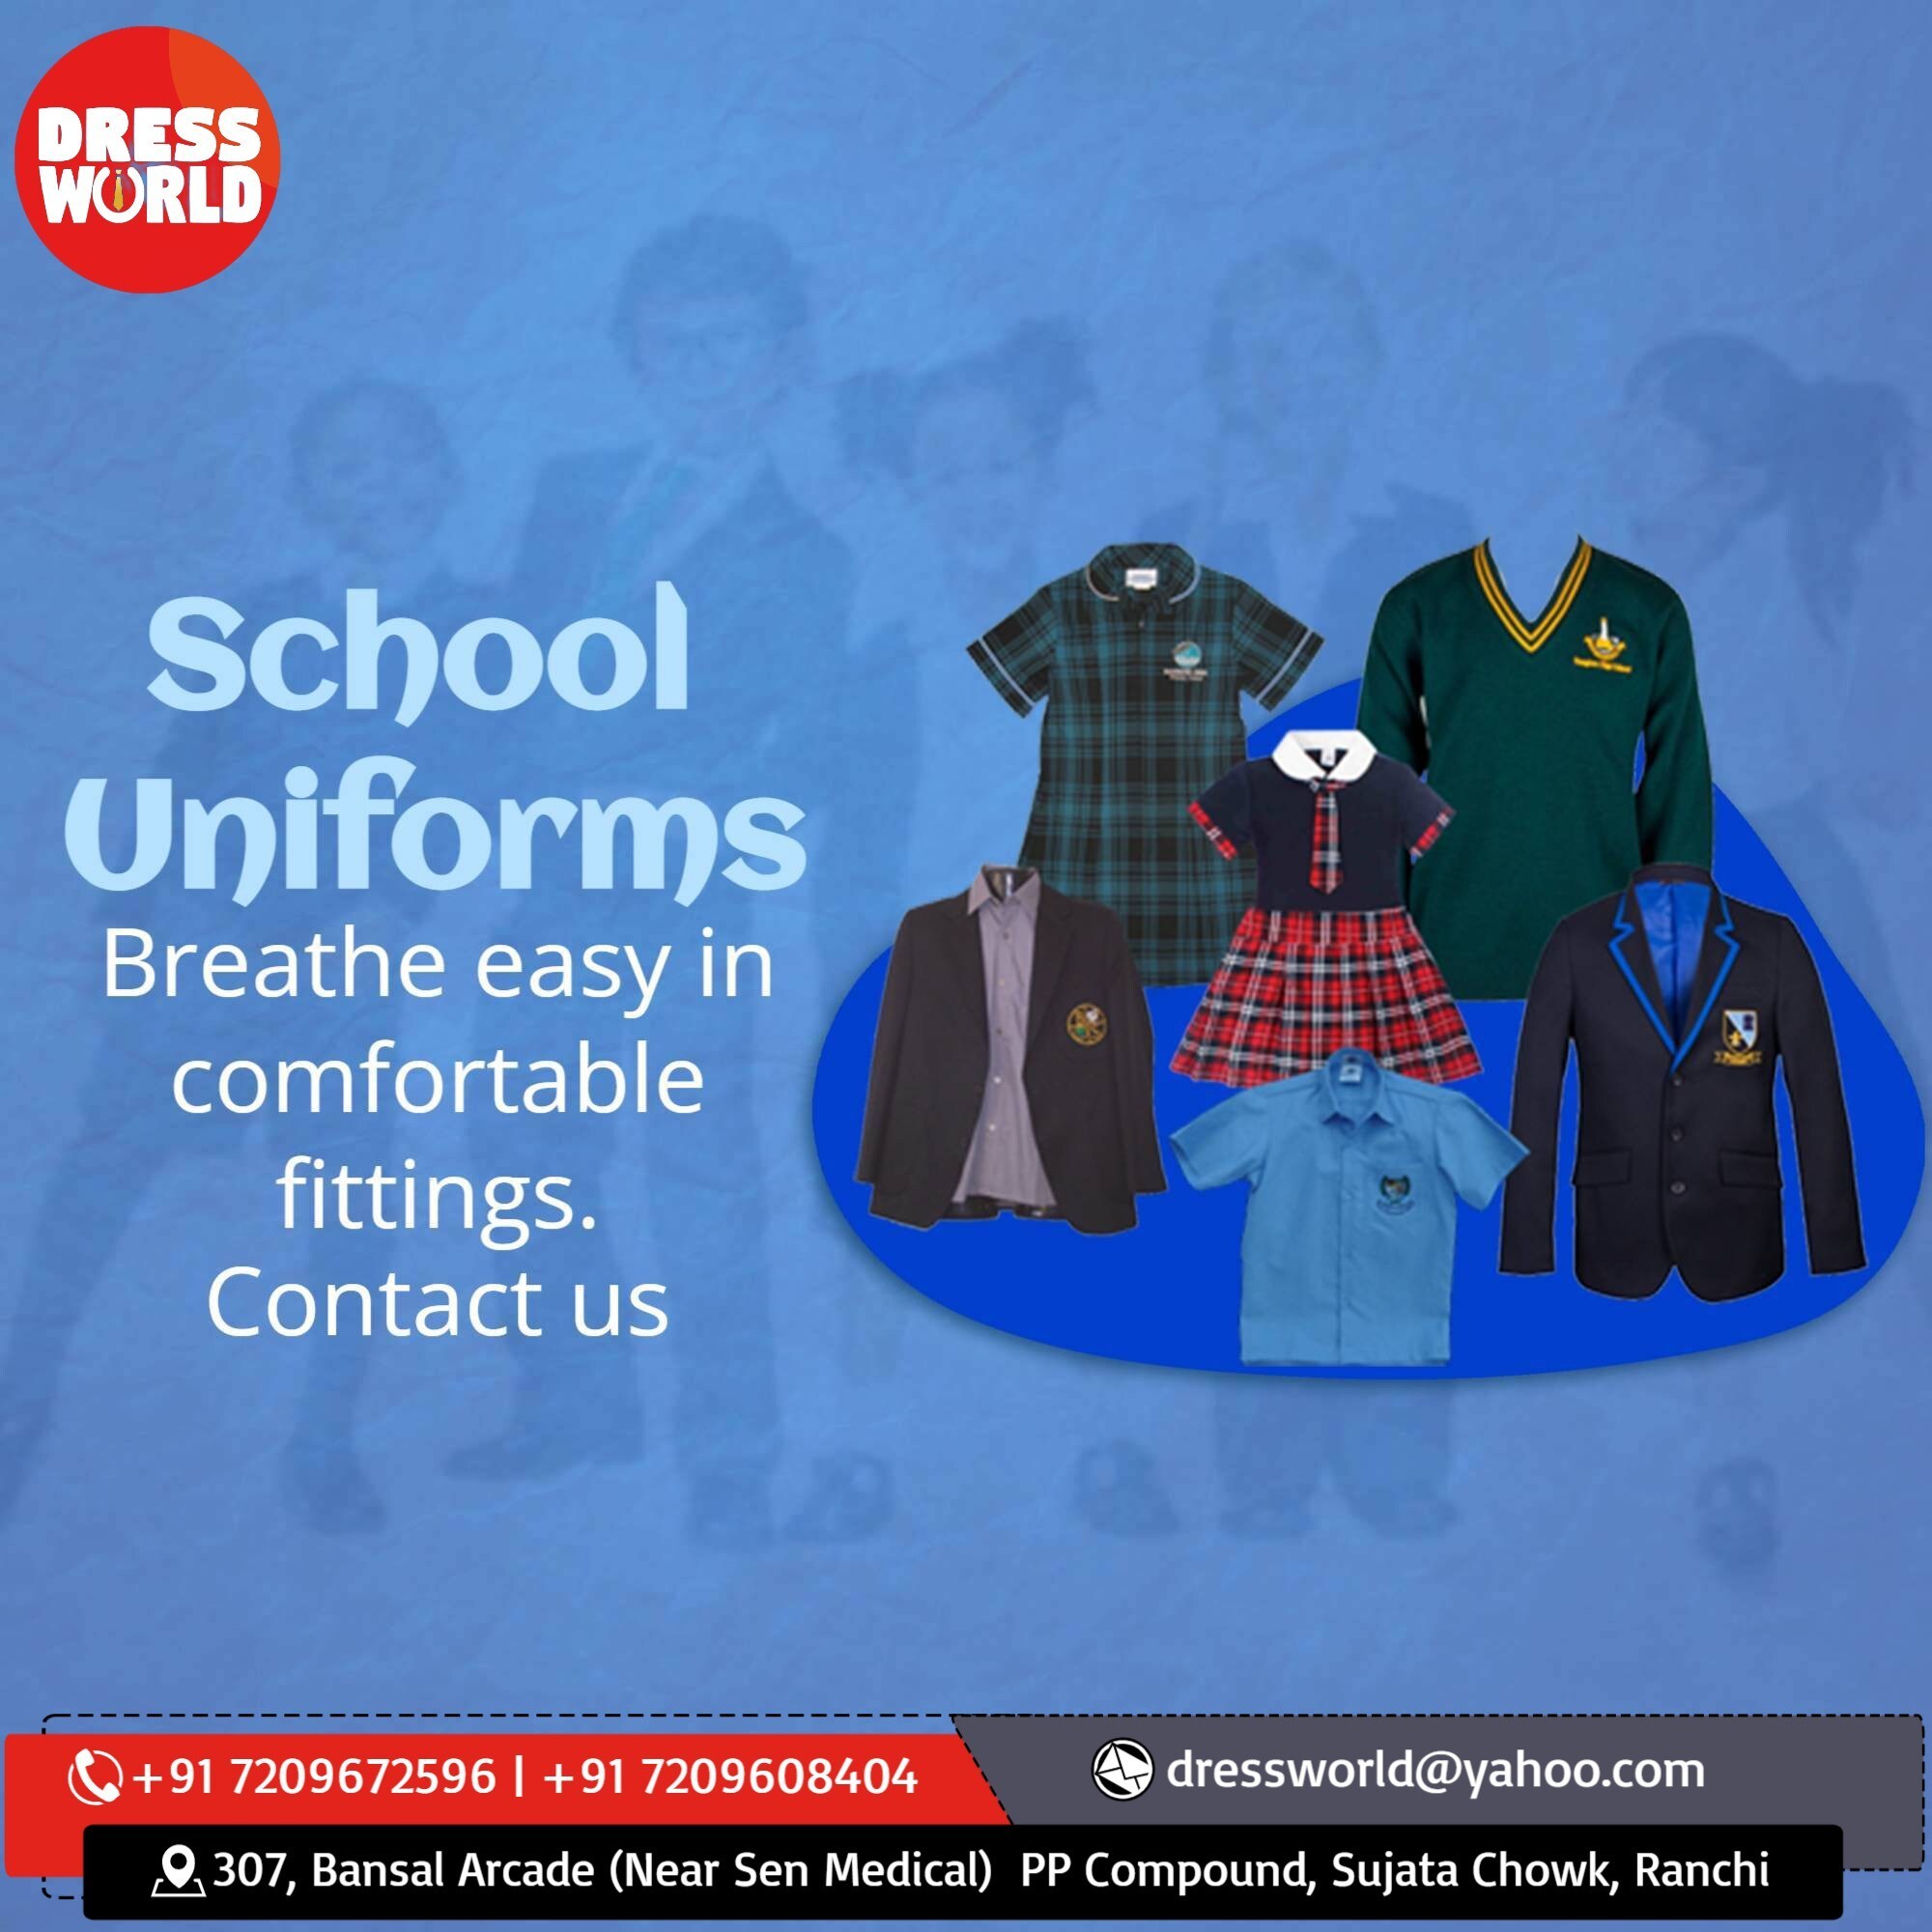 DRESS
WORLD
School
Uniforms
Breathe easy in
comfortable
fittings.
Contact us
+91 7209672596 | +91 7209608404
dressworld@yahoo.com
307, Bansal Arcade (Near Sen Medical) PP Compound, Sujata Chowk, Ranchi